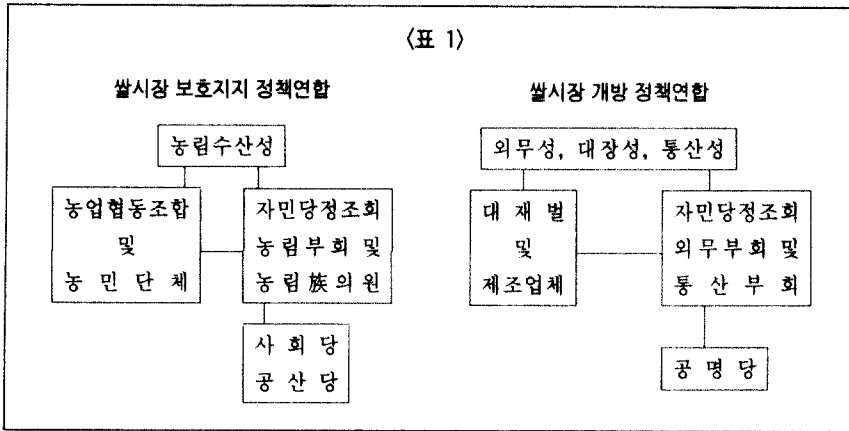 〈표 1〉
쌀시장 보호지지 정책연합
농림수산성
농업협동조합
및
농 민 단 체
자민당정조회
농림부회 및
농림族의원
사 회 당
공 산 당
쌀시장 개방 정책연합
외무성, 대장성, 통산성
대 재 벌
및
제조업체
자민당정조회
외무부회 및
통 산 부 회
공 명 당